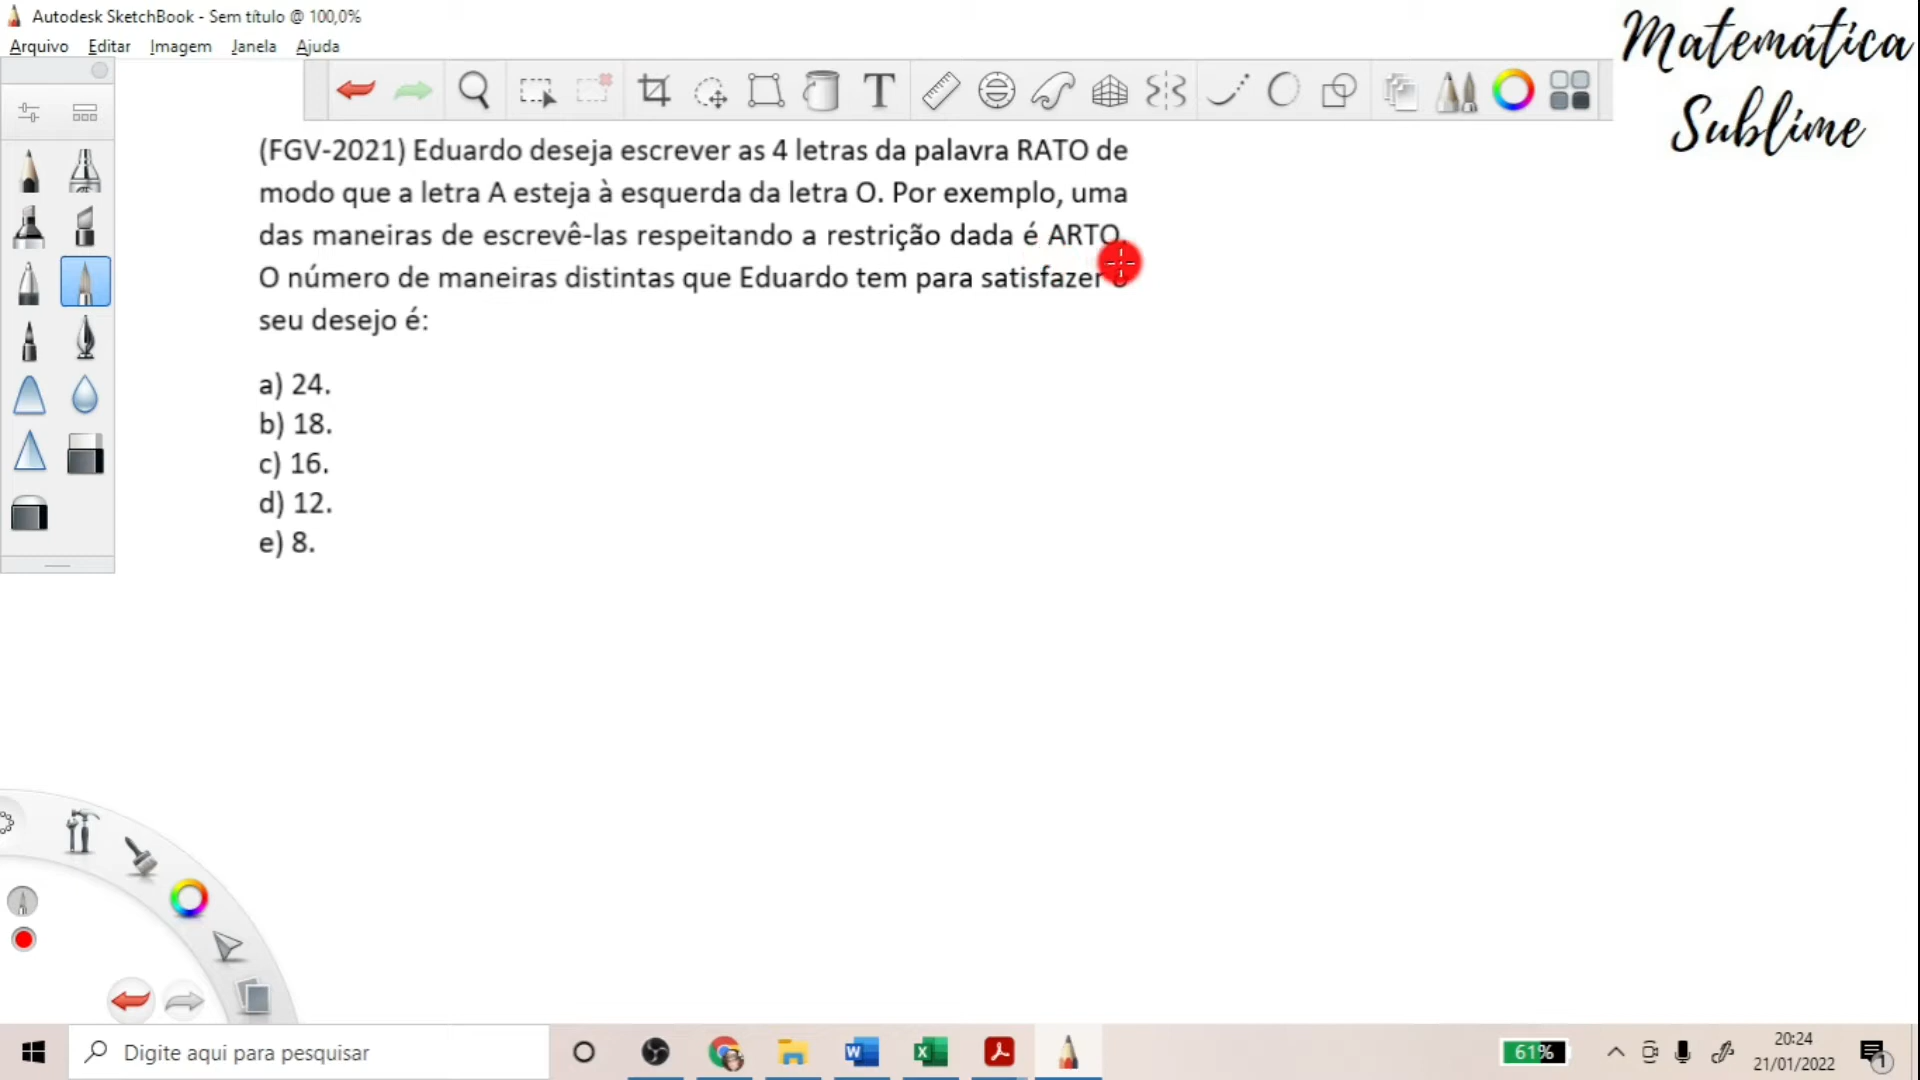 Autodesk SketchBook - Sem título @ 100,0%
Arquivo Editar Imagem Janela Ajuda
Matemática
Sublime
(FGV-2021) Eduardo deseja escrever as 4 letras da palavra RATO de
modo que a letra A esteja à esquerda da letra O. Por exemplo, uma
das maneiras de escrevê-las respeitando a restrição dada é ARTO.
O número de maneiras distintas que Eduardo tem para satisfazer o
seu desejo é:
a) 24.
b) 18.
c) 16.
d) 12.
e) 8.
Digite aqui para pesquisar
61%
20:24
21/01/2022
1